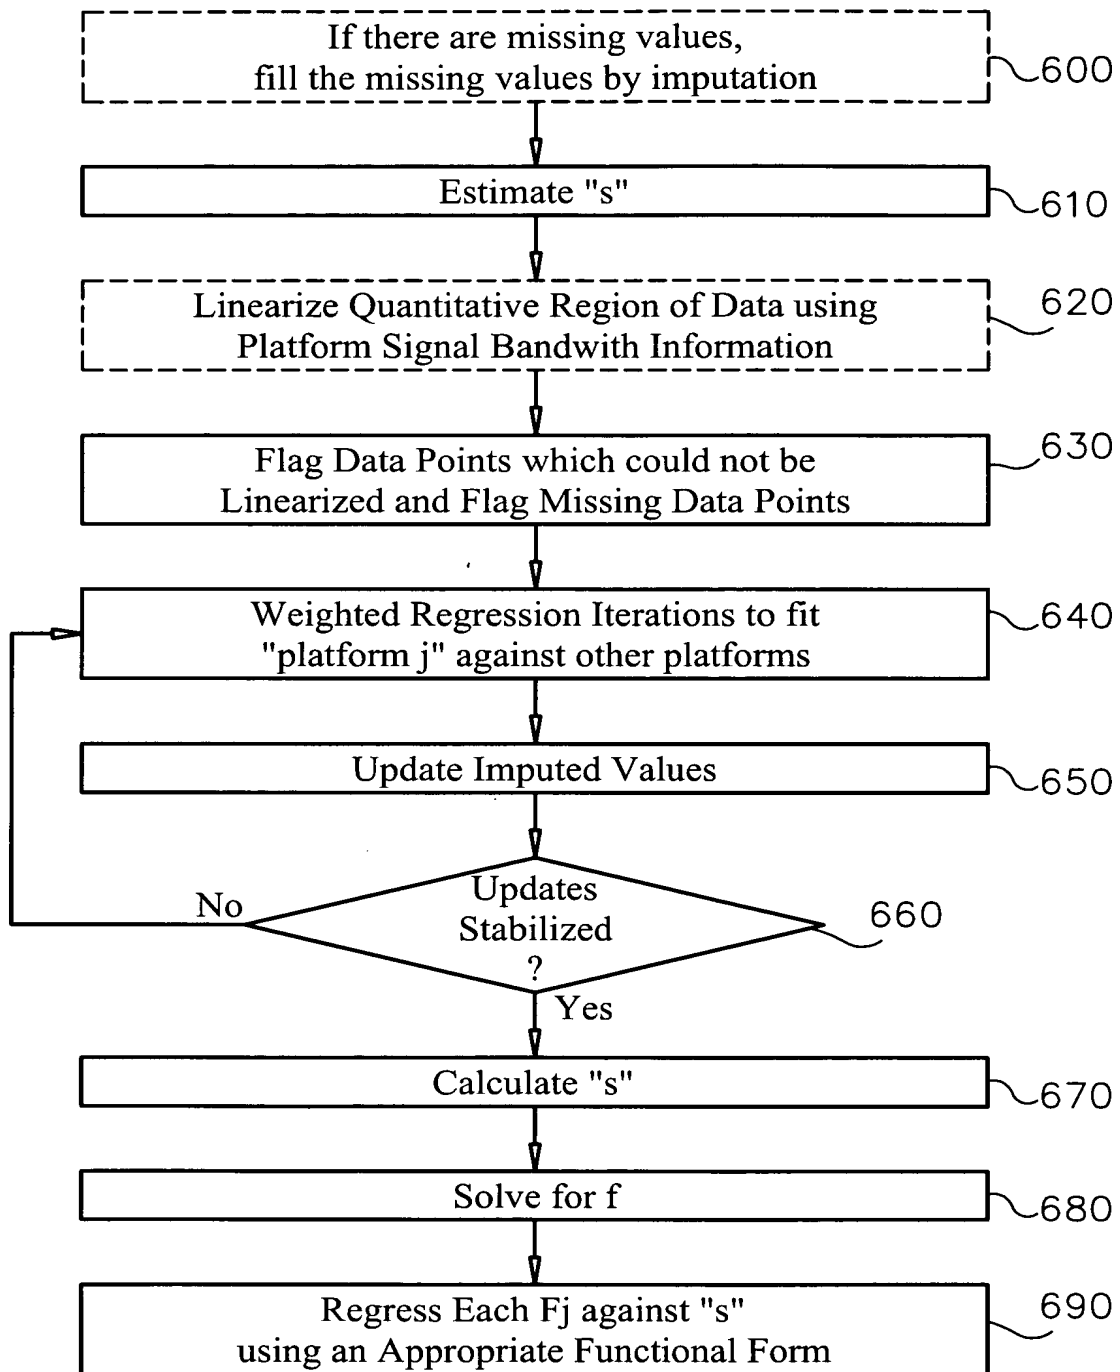 If there are missing values,
fill the missing values by imputation
600
Estimate "s"
610
Linearize Quantitative Region of Data using
Platform Signal Bandwith Information
620
Flag Data Points which could not be
Linearized and Flag Missing Data Points
630
Weighted Regression Iterations to fit
"platform j" against other platforms
640
Update Imputed Values
650
Updates
Stabilized
?
660
No
Yes
Calculate "s"
670
Solve for f
680
Regress Each Fj against "s"
using an Appropriate Functional Form
690